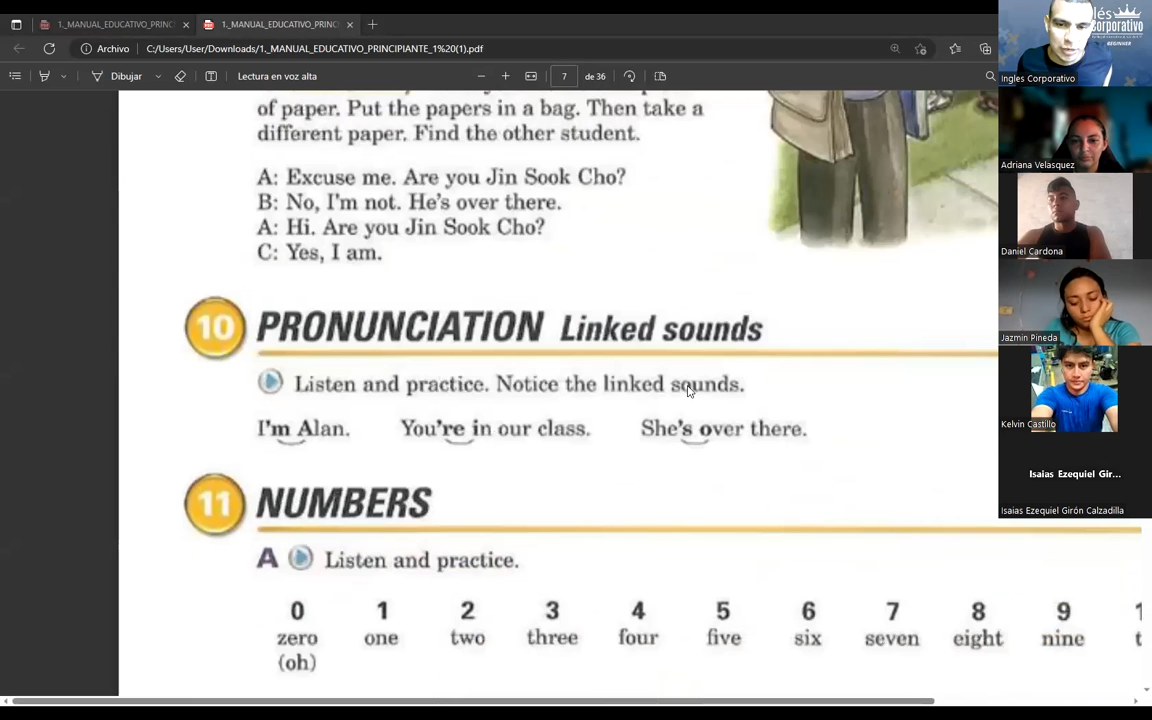 1._MANUAL_EDUCATIVO_PRINC
1._MANUAL_EDUCATIVO_PRINC
Archivo
C:/Users/User/Downloads/1._MANUAL_EDUCATIVO_PRINCIPIANTE_1%20(1).pdf
Dibujar
Lectura en voz alta
7
de 36
of paper. Put the papers in a bag. Then take a
different paper. Find the other student.
A: Excuse me. Are you Jin Sook Cho?
B: No, I'm not. He's over there.
A: Hi. Are you Jin Sook Cho?
C: Yes, I am.
10 PRONUNCIATION Linked sounds
Listen and practice. Notice the linked sounds.
I'm Alan. You're in our class. She's over there.
11 NUMBERS
A Listen and practice.
0 1 2 3 4 5 6 7 8 9 1
zero one two three four five six seven eight nine t
(oh)
lés
Corporativo
BEGINNER
Ingles Corporativo
Adriana Velasquez
Daniel Cardona
Jazmin Pineda
Kelvin Castillo
Isaias Ezequiel Gir...
Isaias Ezequiel Girón Calzadilla